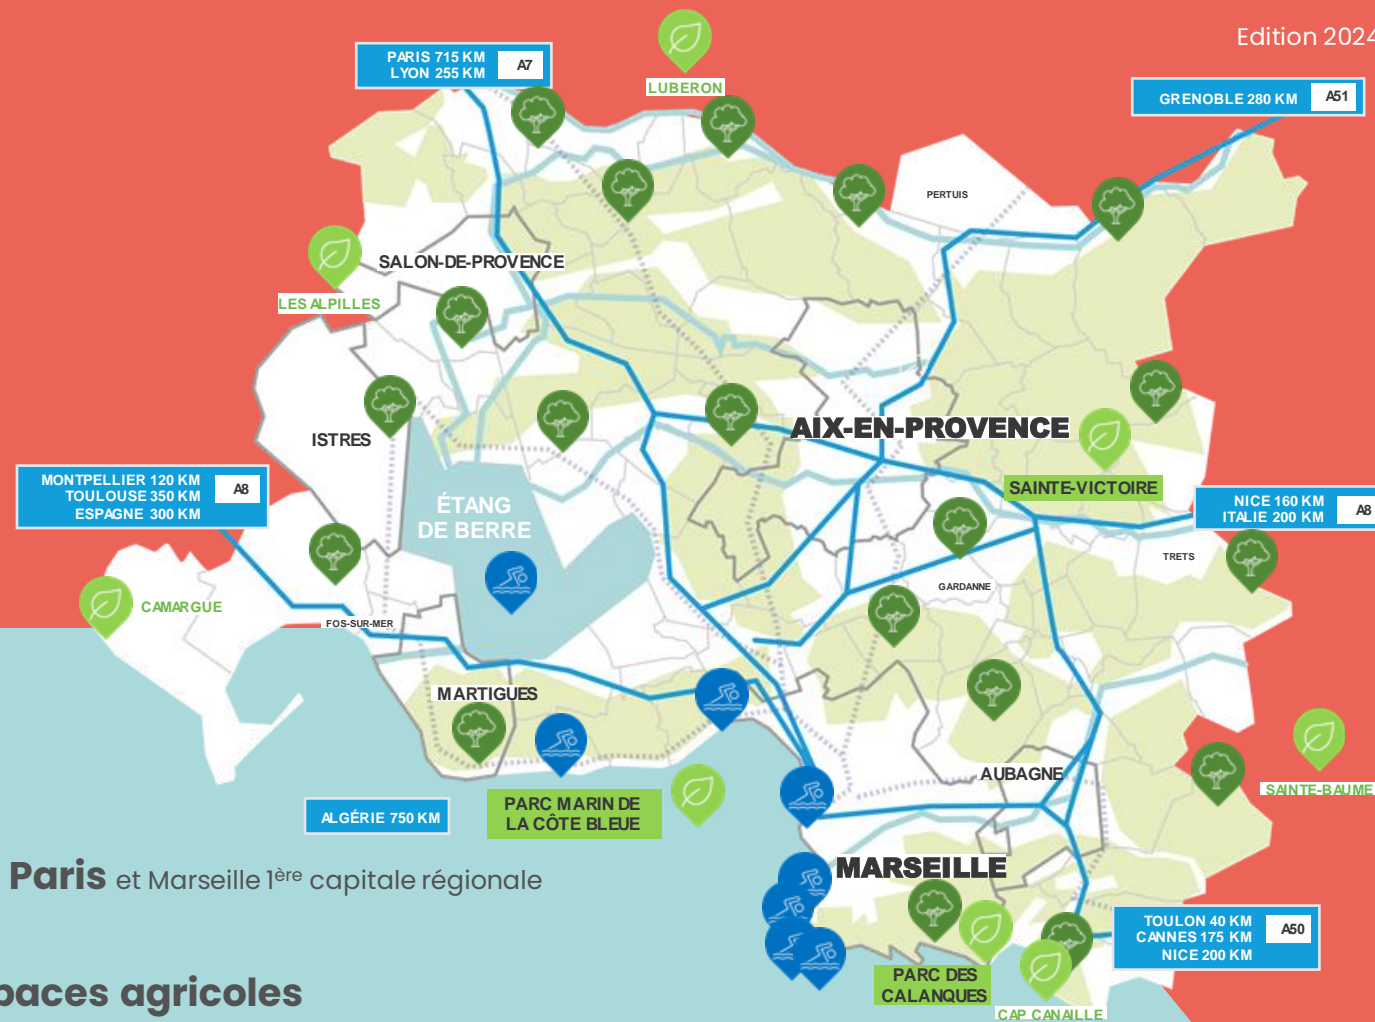 Edition 2024
PARIS 715 KM
LYON 255 KM
A7
LUBERON
GRENOBLE 280 KM
A51
PERTUIS
SALON-DE-PROVENCE
LES ALPILLES
AIX-EN-PROVENCE
ISTRES
SAINTE-VICTOIRE
MONTPELLIER 120 KM
TOULOUSE 350 KM
ESPAGNE 300 KM
A8
ÉTANG
DE BERRE
NICE 160 KM
ITALIE 200 KM
A8
TRETS
GARDANNE
CAMARGUE
FOS-SUR-MER
MARTIGUES
AUBAGNE
SAINTE-BAUME
ALGÉRIE 750 KM
PARC MARIN DE
LA CÔTE BLEUE
MARSEILLE
Paris et Marseille 1ère capitale régionale
TOULON 40 KM
CANNES 175 KM
NICE 200 KM
A50
PARC DES
CALANQUES
paces agricoles
CAP CANAILLE